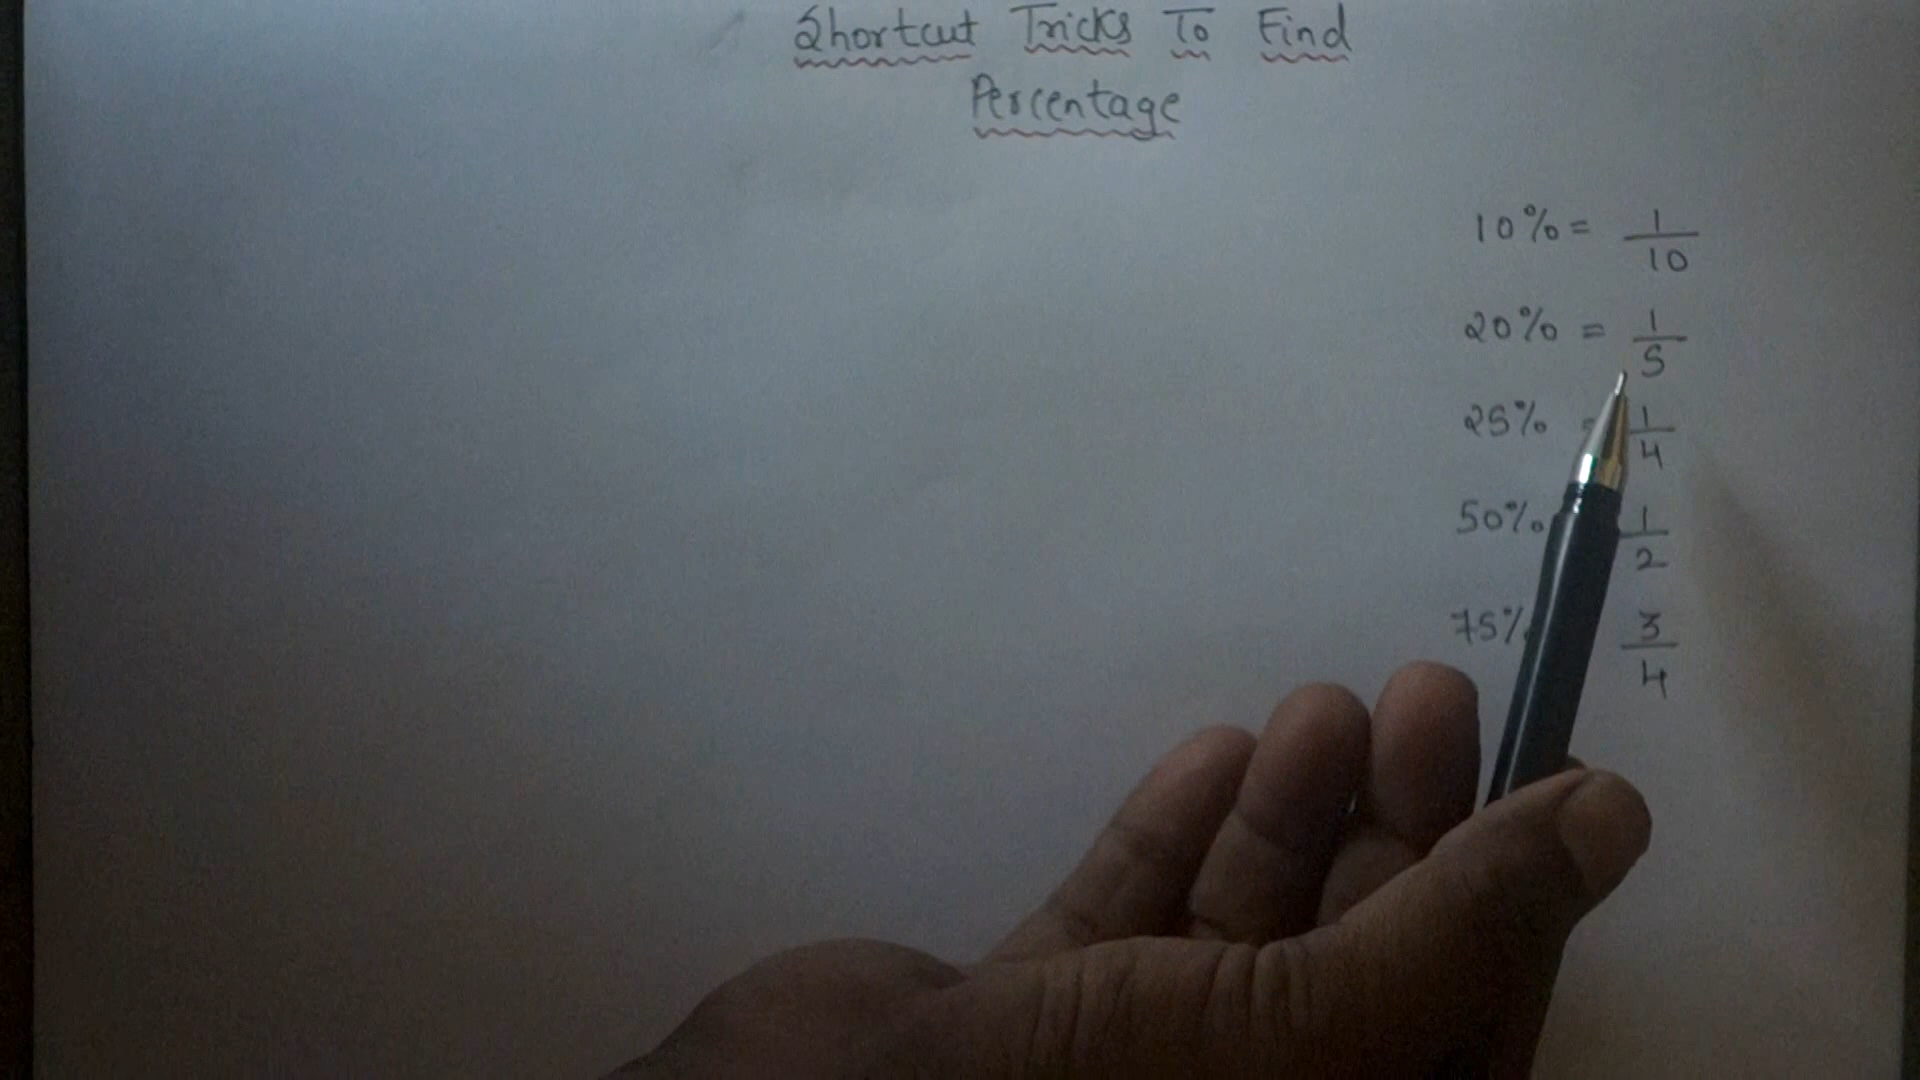 Shortcut Tricks To Find
Percentage
10% = 1/10
20% = 1/5
25% = 1/4
50% 1/2
75% 3/4